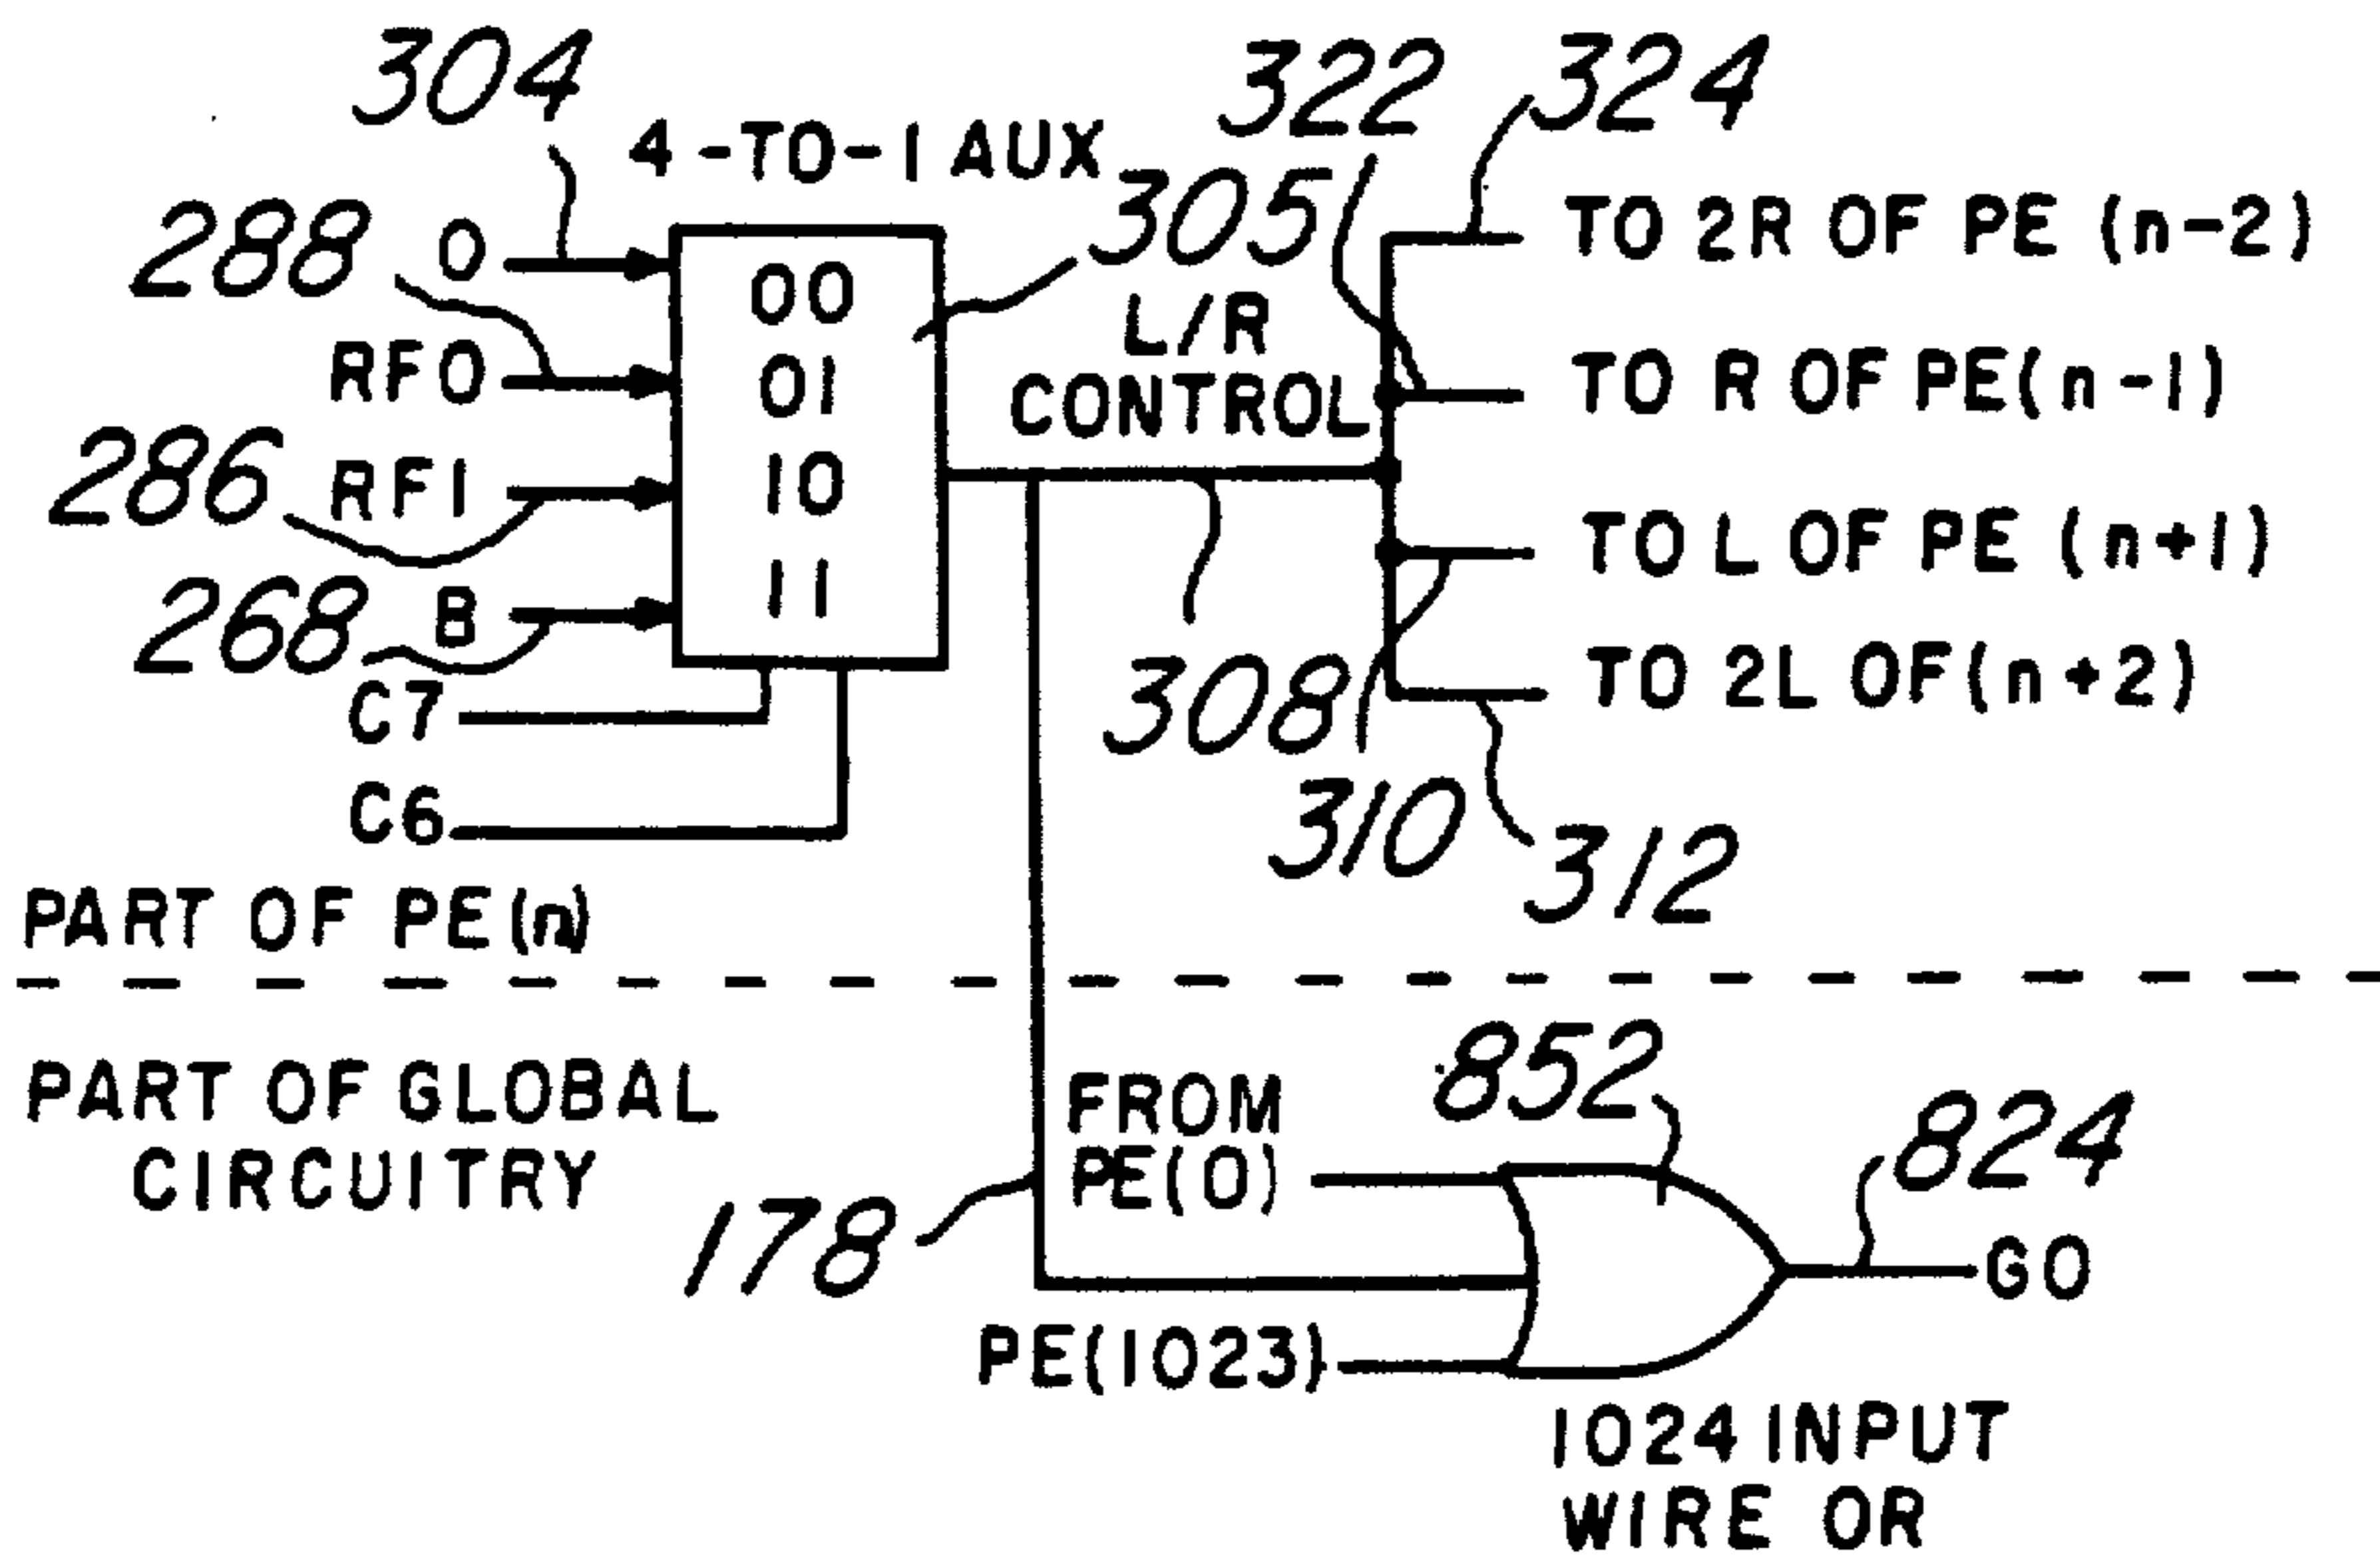 304
322
324
4-TO-1 AUX
305
288
0
00
TO 2R OF PE (n-2)
L/R
CONTROL
RF0
01
TO R OF PE(n-1)
286
RF1
10
TO L OF PE (n+1)
268
B
11
308
TO 2L OF(n+2)
C7
310
312
C6
PART OF PE(n)
PART OF GLOBAL
CIRCUITRY
FROM
PE(0)
852
824
178
GO
PE(1023)
1024 INPUT
WIRE OR